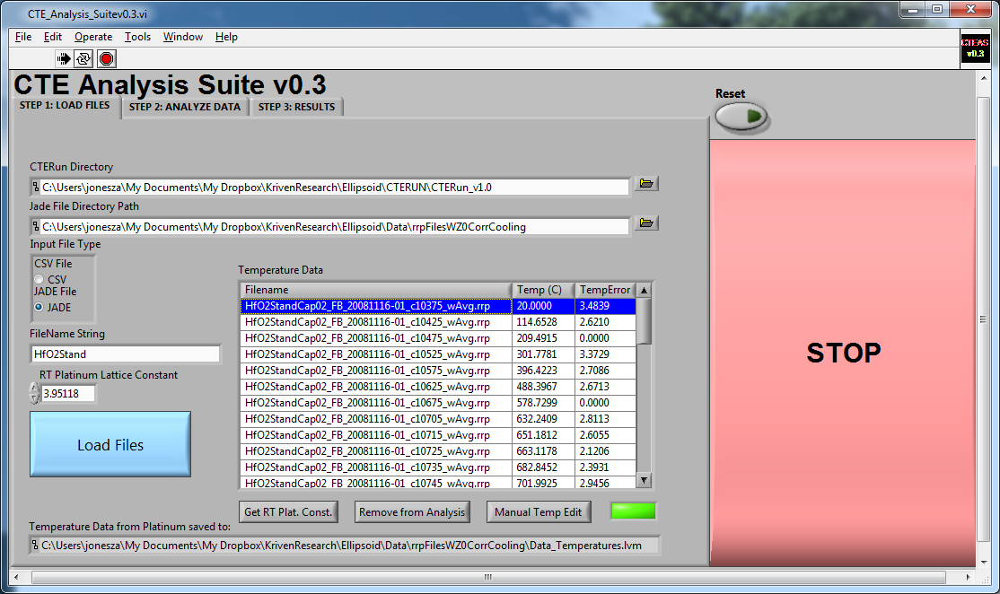 CTE_Analysis_Suitev0.3.vi
File Edit Operate Tools Window Help
CTEAS
v0.3
CTE Analysis Suite v0.3
STEP 1: LOAD FILES STEP 2: ANALYZE DATA STEP 3: RESULTS
Reset
CTERun Directory
C:\Users\jonesza\My Documents\My Dropbox\KrivenResearch\Ellipsoid\CTERUN\CTERun_v1.0
Jade File Directory Path
C:\Users\jonesza\My Documents\My Dropbox\KrivenResearch\Ellipsoid\Data\rrpFilesWZ0CorrCooling
Input File Type
CSV File
CSV
JADE File
JADE
FileName String
HfO2Stand
RT Platinum Lattice Constant
3.95118
Load Files
Temperature Data
Filename Temp (C) TempError
HfO2StandCap02_FB_20081116-01_c10375_wAvg.rrp 20.0000 3.4839
HfO2StandCap02_FB_20081116-01_c10425_wAvg.rrp 114.6528 2.6210
HfO2StandCap02_FB_20081116-01_c10475_wAvg.rrp 209.4915 0.0000
HfO2StandCap02_FB_20081116-01_c10525_wAvg.rrp 301.7781 3.3729
HfO2StandCap02_FB_20081116-01_c10575_wAvg.rrp 396.4223 2.7086
HfO2StandCap02_FB_20081116-01_c10625_wAvg.rrp 488.3967 2.6713
HfO2StandCap02_FB_20081116-01_c10675_wAvg.rrp 578.7299 0.0000
HfO2StandCap02_FB_20081116-01_c10705_wAvg.rrp 632.2409 2.8113
HfO2StandCap02_FB_20081116-01_c10715_wAvg.rrp 651.1812 2.6055
HfO2StandCap02_FB_20081116-01_c10725_wAvg.rrp 663.1178 2.1206
HfO2StandCap02_FB_20081116-01_c10735_wAvg.rrp 682.8452 2.3931
HfO2StandCap02_FB_20081116-01_c10745_wAvg.rrp 701.9925 2.9456
Get RT Plat. Const. Remove from Analysis Manual Temp Edit
Temperature Data from Platinum saved to:
C:\Users\jonesza\My Documents\My Dropbox\KrivenResearch\Ellipsoid\Data\rrpFilesWZ0CorrCooling\Data_Temperatures.lvm
STOP